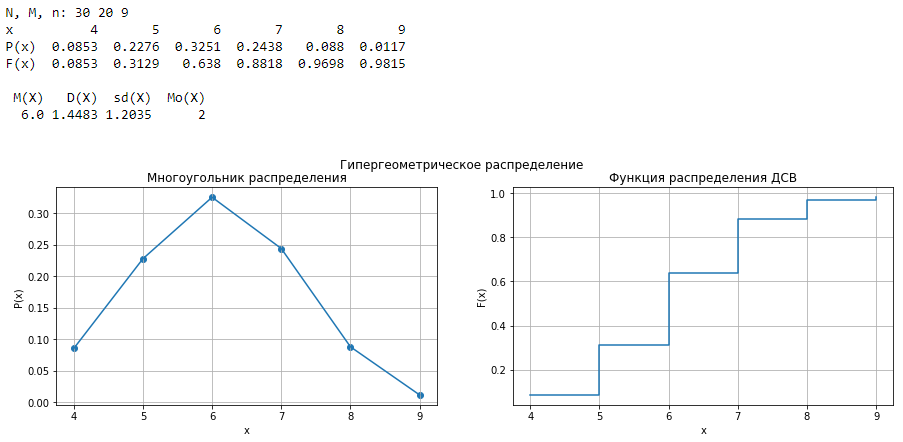 N, M, n: 30 20 9
x 4 5 6 7 8 9
P(x) 0.0853 0.2276 0.3251 0.2438 0.088 0.0117
F(x) 0.0853 0.3129 0.638 0.8818 0.9698 0.9815
M(X) D(X) sd(X) Mo(X)
6.0 1.4483 1.2035 2
Гипергеометрическое распределение
Многоугольник распределения
0.30
0.25
0.20
0.15
0.10
0.05
0.00
P(x)
4 5 6 7 8 9
x
Функция распределения ДСВ
1.0
0.8
0.6
0.4
0.2
F(x)
4 5 6 7 8 9
x